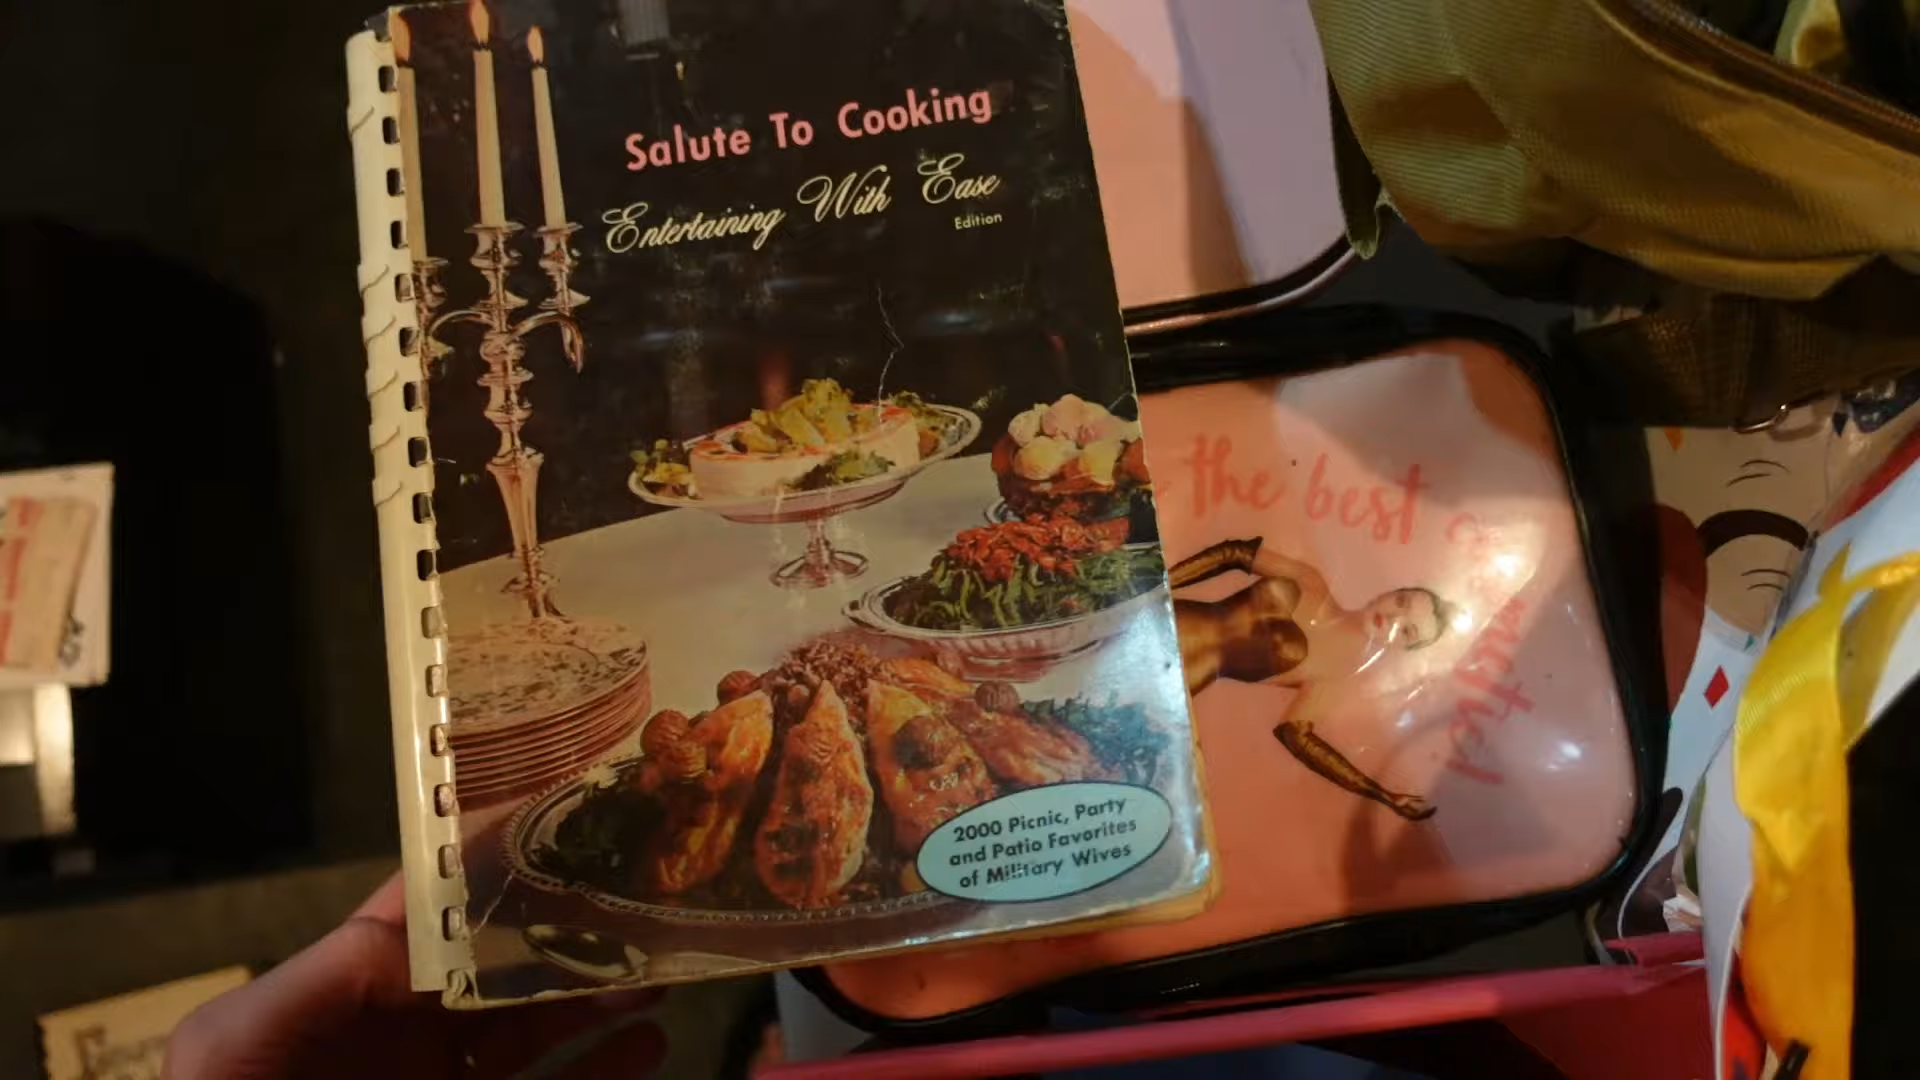 Salute To Cooking
Entertaining With Ease
Edition
2000 Picnic, Party
and Patio Favorites
of Military Wives
the best